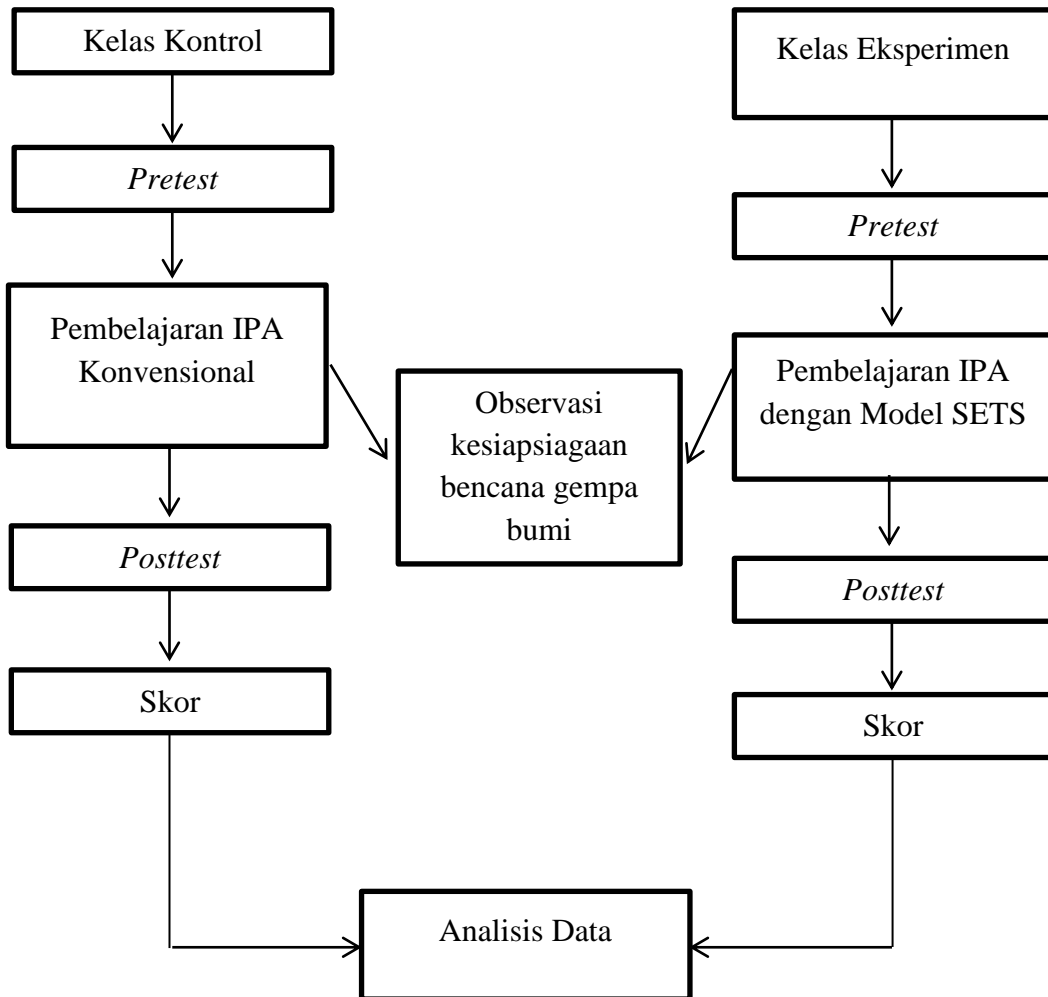 Kelas Kontrol
Kelas Eksperimen
Pretest
Pretest
Pembelajaran IPA
Konvensional
Pembelajaran IPA
dengan Model SETS
Observasi
kesiapsiagaan
bencana gempa
bumi
Posttest
Posttest
Skor
Skor
Analisis Data